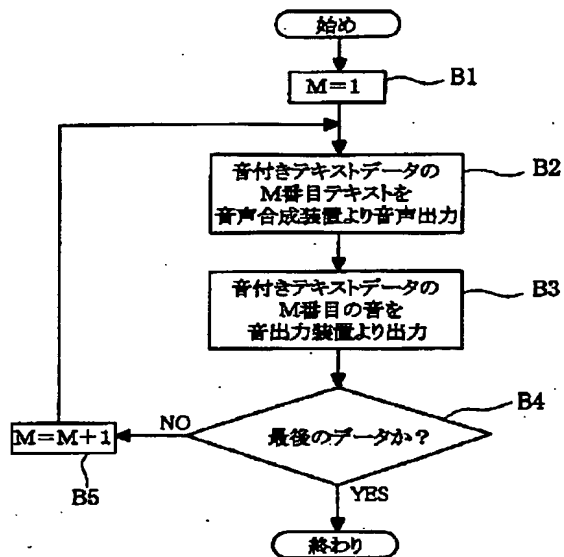 始め
M=1
B1
音付きテキストデータの
M番目テキストを
音声合成装置より音声出力
B2
音付きテキストデータの
M番目の音を
音出力装置より出力
B3
最後のデータか?
B4
NO
M=M+1
B5
YES
終わり